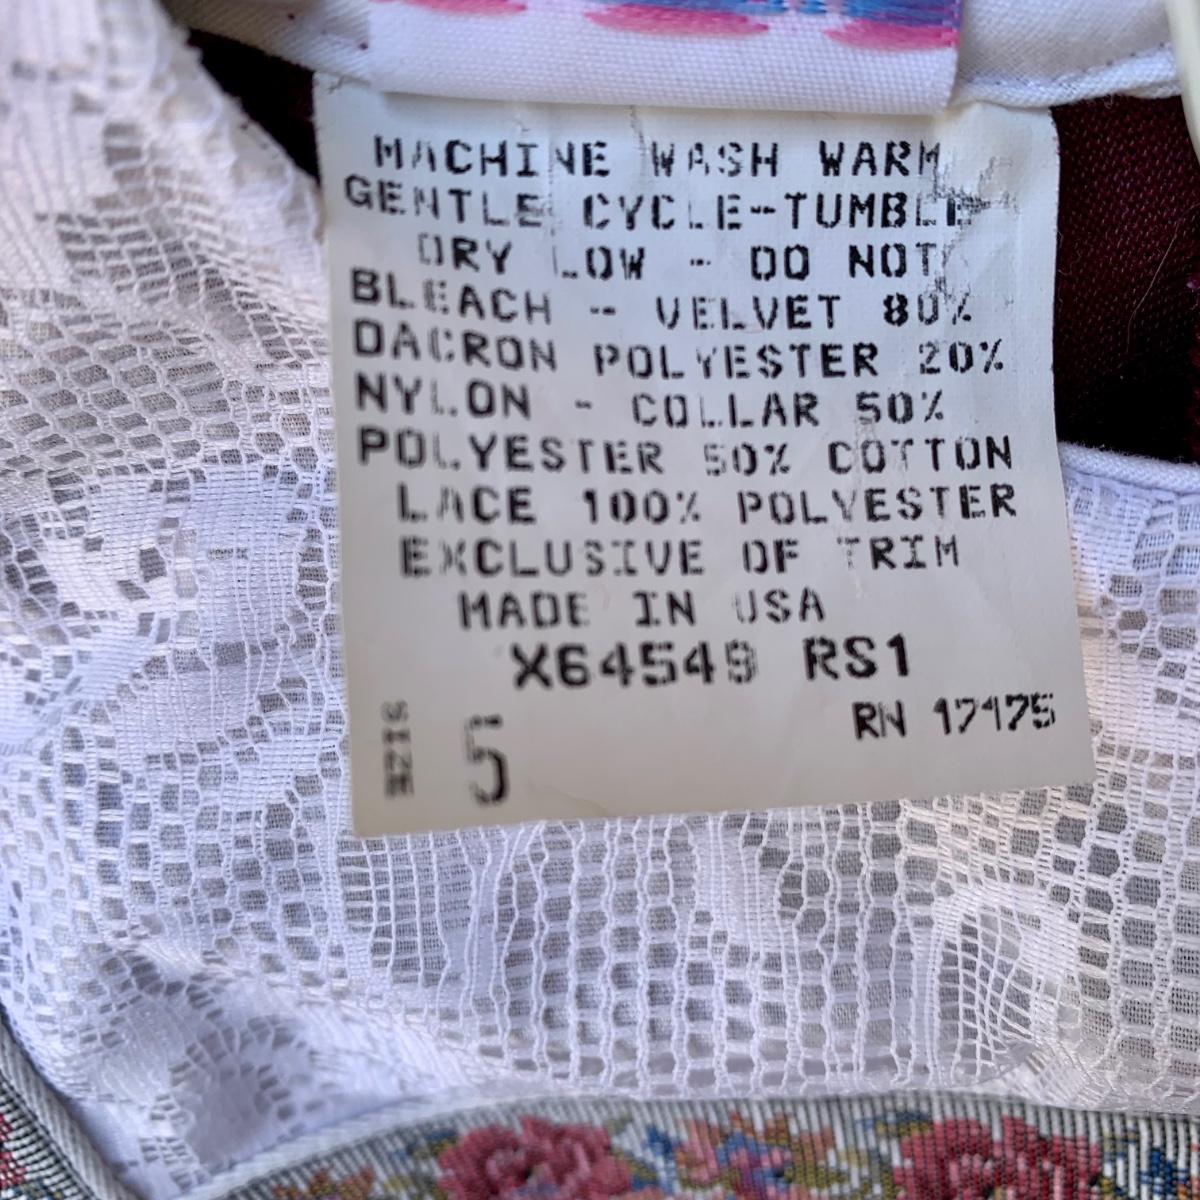 MACHINE WASH WARM
GENTLE CYCLE-TUMBLE
DRY LOW - DO NOT
BLEACH - VELVET 80%
DACRON POLYESTER 20%
NYLON - COLLAR 50%
POLYESTER 50% COTTON
LACE 100% POLYESTER
EXCLUSIVE OF TRIM
MADE IN USA
X64549 RS1
RN 17175
SIZE 5